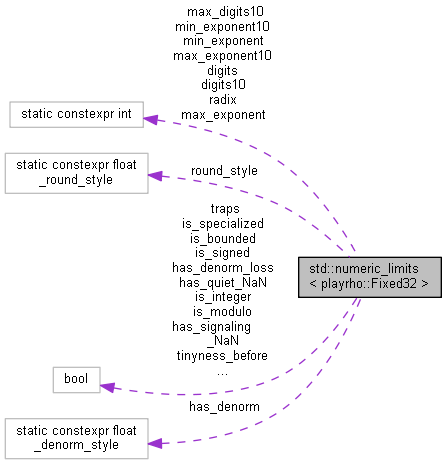 max_digits10
min_exponent10
min_exponent
max_exponent10
digits
digits10
radix
max_exponent
static constexpr int
static constexpr float
_round_style
round_style
traps
is_specialized
is_bounded
is_signed
has_denorm_loss
has_quiet_NaN
is_integer
is_modulo
has_signaling
_NaN
tinyness_before
...
std::numeric_limits
< playrho::Fixed32 >
bool
has_denorm
static constexpr float
_denorm_style